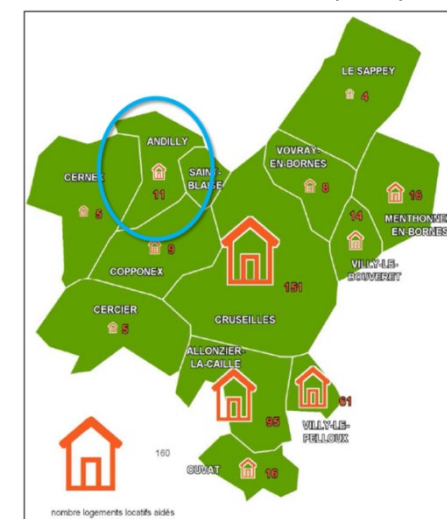 LE SAPPEY
4
ANDILLY
11
CERNEX
5
SAINT-
BLAISE
VOVRAY-
EN-BORNES
8
16
MENTHONNEX
EN-BORNES
14
VILLY-LE-
BOUVERET
9
COPPONEX
151
CRUSEILLES
CERCIER
5
ALLONZIER-
LA-CAILLE
95
61
VILLY-LE-
PELLOUX
CUVAT
16
160
nombre logements locatifs aidés